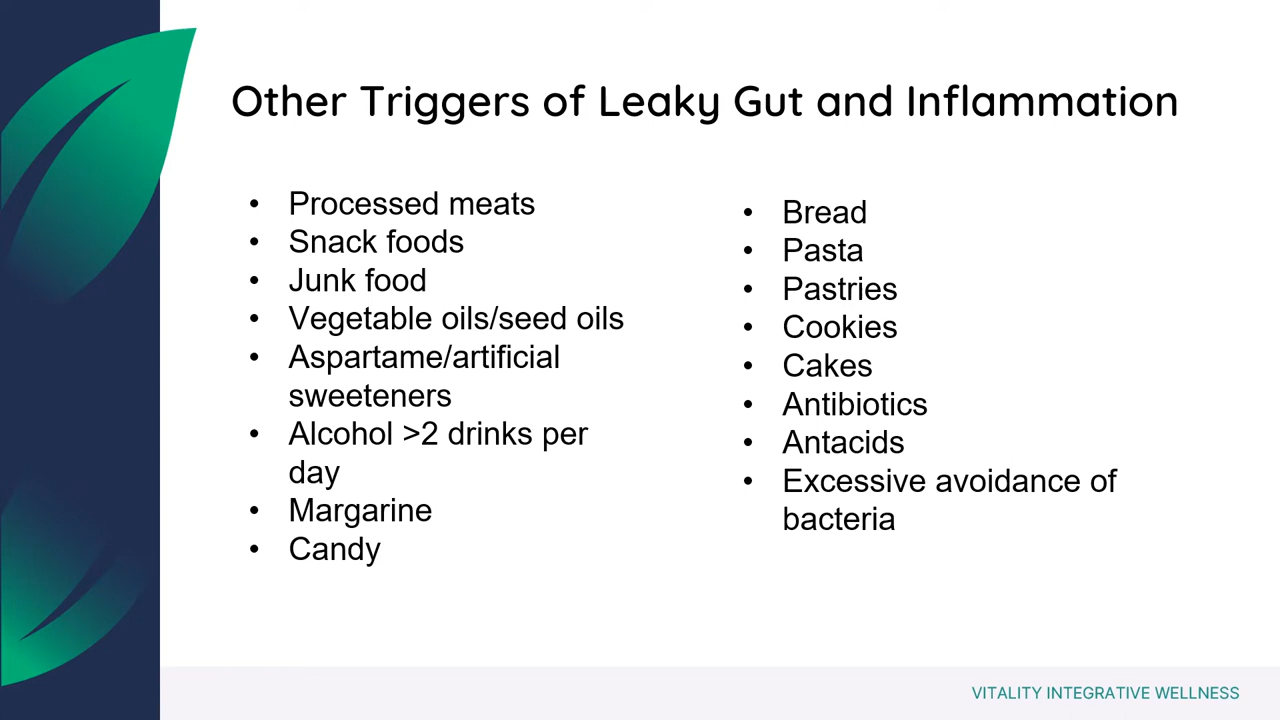 Other Triggers of Leaky Gut and Inflammation
• Processed meats
• Snack foods
• Junk food
• Vegetable oils/seed oils
• Aspartame/artificial
sweeteners
• Alcohol >2 drinks per
day
• Margarine
• Candy
• Bread
• Pasta
• Pastries
• Cookies
• Cakes
• Antibiotics
• Antacids
• Excessive avoidance of
bacteria
VITALITY INTEGRATIVE WELLNESS